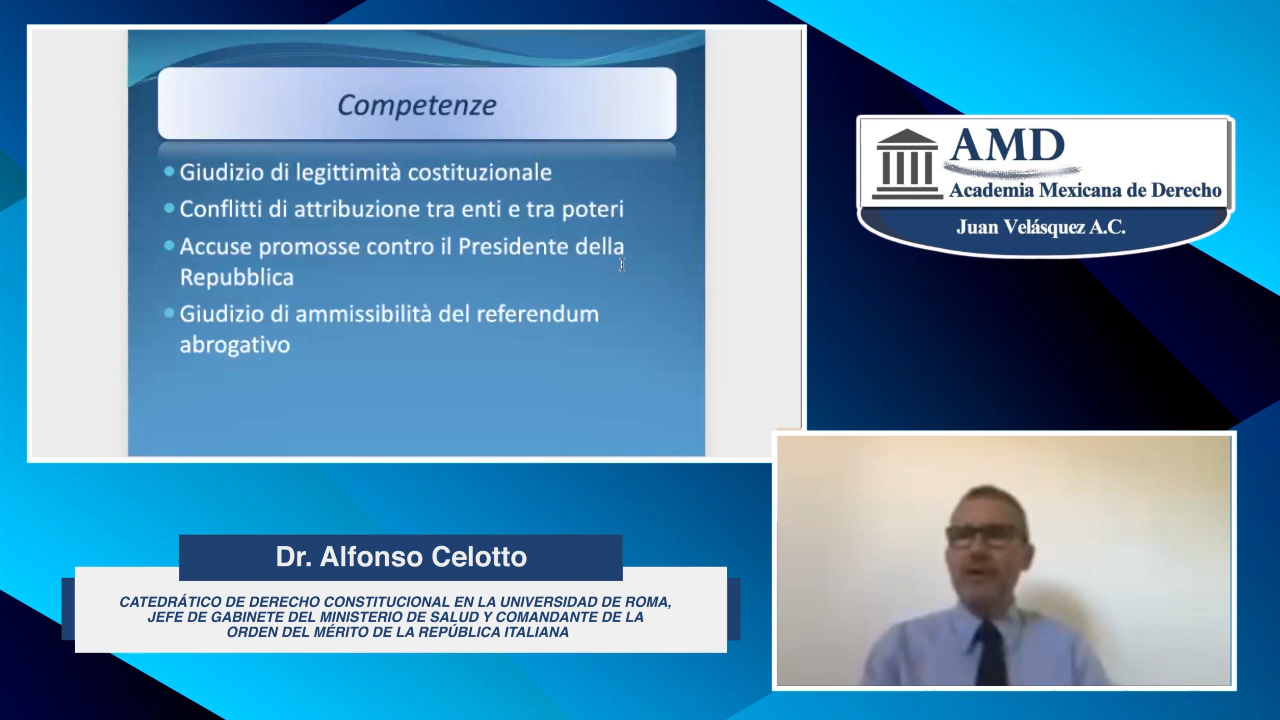 Competenze
Giudizio di legittimità costituzionale
Conflitti di attribuzione tra enti e tra poteri
Accuse promosse contro il Presidente della
Repubblica
Giudizio di ammissibilità del referendum
abrogativo
AMD
Academia Mexicana de Derecho
Juan Velásquez A.C.
Dr. Alfonso Celotto
CATEDRÁTICO DE DERECHO CONSTITUCIONAL EN LA UNIVERSIDAD DE ROMA,
JEFE DE GABINETE DEL MINISTERIO DE SALUD Y COMANDANTE DE LA
ORDEN DEL MÉRITO DE LA REPÚBLICA ITALIANA